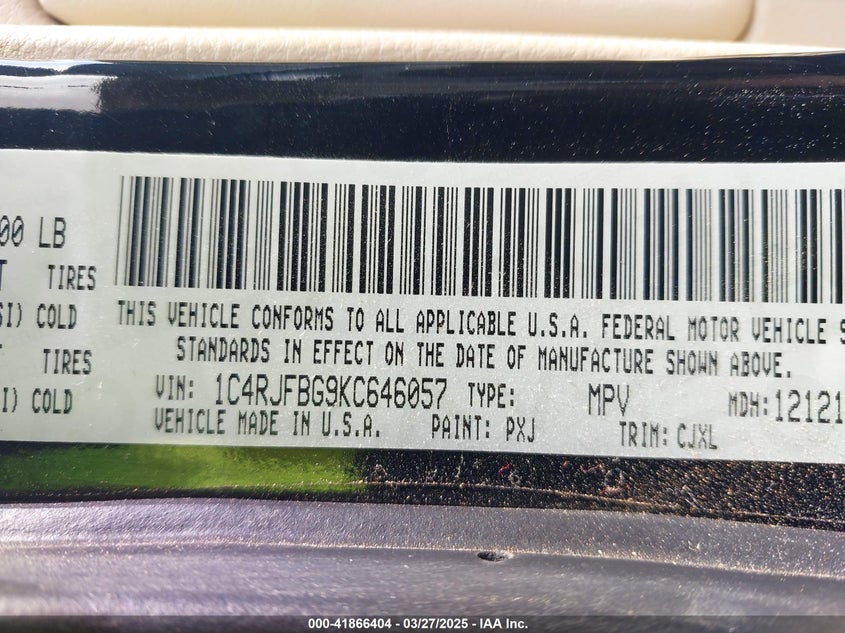 00 LB
TIRES
SI) COLD
TIRES
I) COLD
THIS VEHICLE CONFORMS TO ALL APPLICABLE U.S.A. FEDERAL MOTOR VEHICLE S
STANDARDS IN EFFECT ON THE DATE OF MANUFACTURE SHOWN ABOVE.
VIN: 1C4RJFBG9KC646057 TYPE: MPV MDH:12121
VEHICLE MADE IN U.S.A. PAINT: PXJ TRIM: CJXL
000-41866404 - 03/27/2025 - IAA Inc.